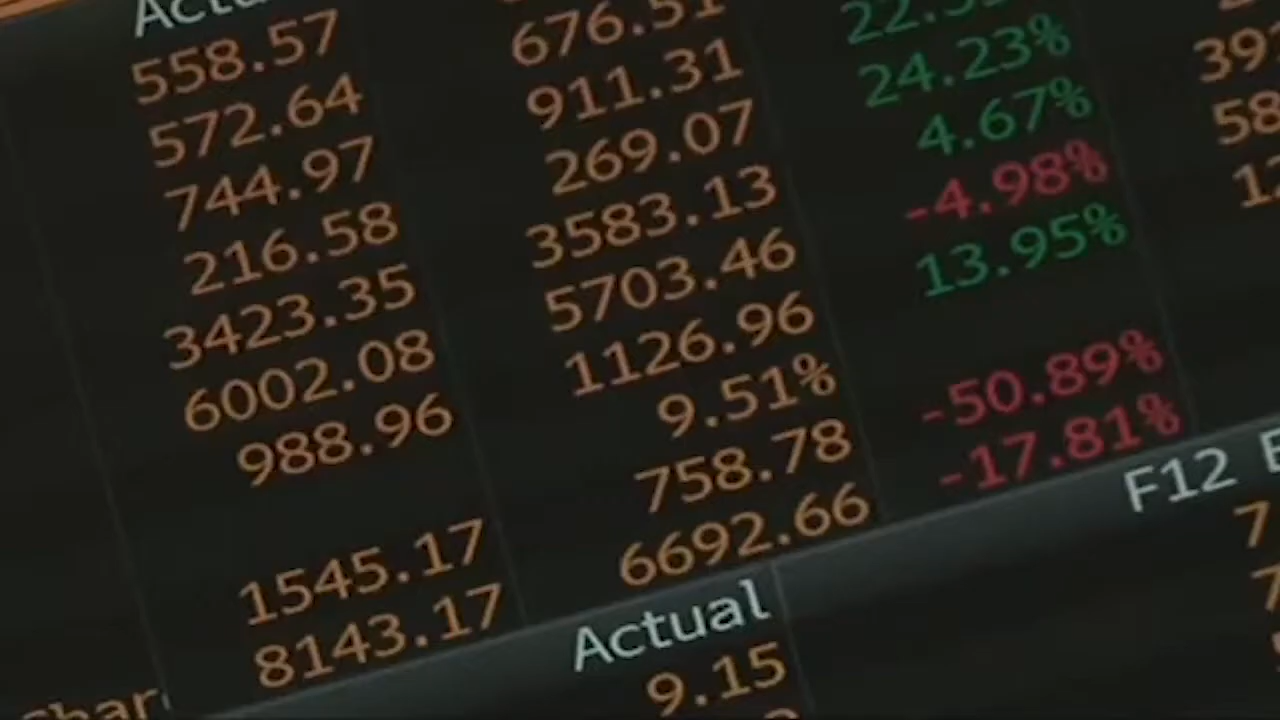 558.57
572.64 676.51
744.97 911.31
216.58 269.07 24.23%
3423.35 3583.13 4.67%
6002.08 5703.46 -4.98%
988.96 1126.96 13.95%
9.51%
1545.17 758.78 -50.89%
8143.17 6692.66 -17.81%
Actual F12
9.15